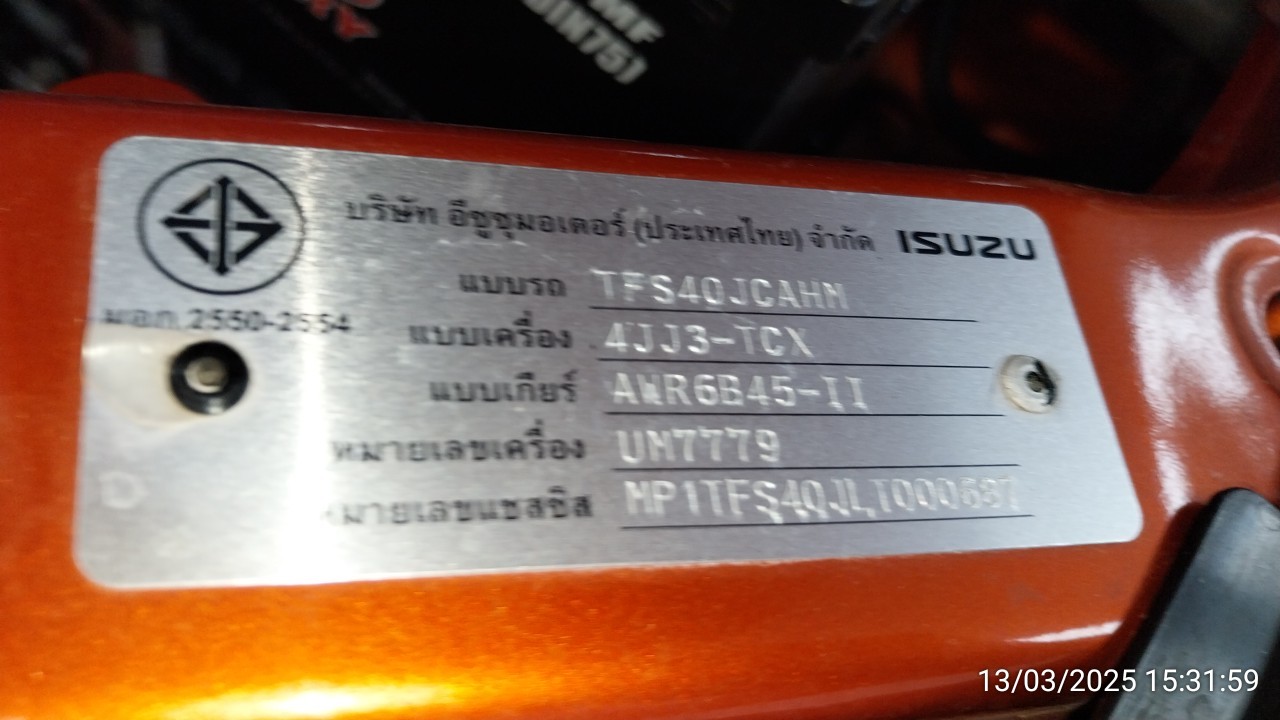 MF
DIN751
บริษัท อีซูซุมอเตอร์ (ประเทศไทย) จำกัด ISUZU
มอก.2550-2554
แบบรถ TFS40JCAHM
แบบเครื่อง 4JJ3-TCX
แบบเกียร์ AWR6B45-II
หมายเลขเครื่อง UM7779
หมายเลขแชสซีส MP1TFS40JLT000687
13/03/2025 15:31:59